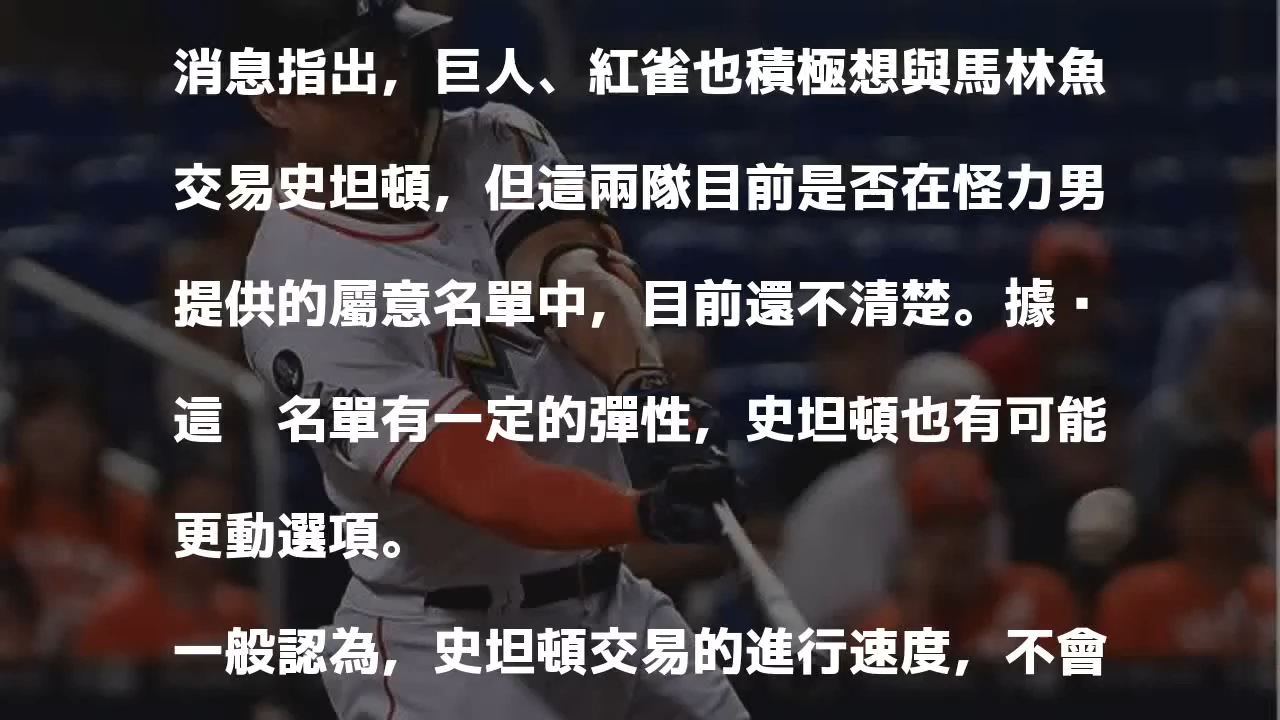 消息指出，巨人、紅雀也積極想與馬林魚
交易史坦頓，但這兩隊目前是否在怪力男
提供的屬意名單中，目前還不清楚。據·
這　名單有一定的彈性，史坦頓也有可能
更動選項。
一般認為，史坦頓交易的進行速度，不會